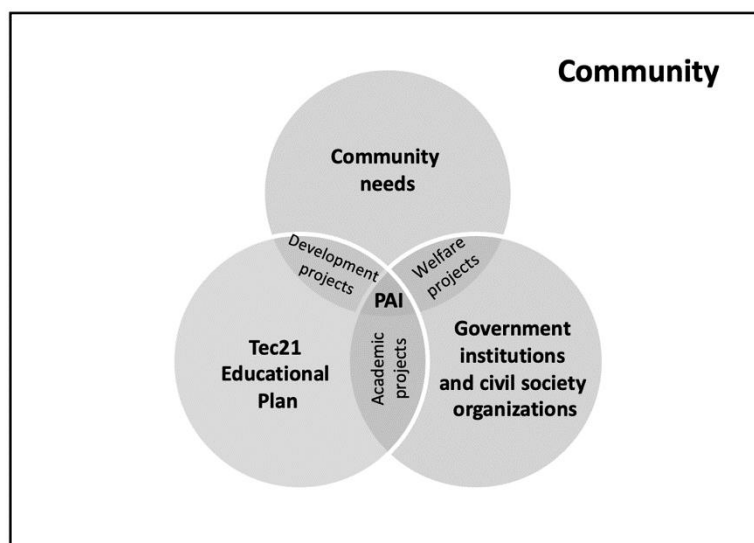 Community
Community
needs
Development
projects
Welfare
projects
PAI
Tec21
Educational
Plan
Academic
projects
Government
institutions
and civil society
organizations